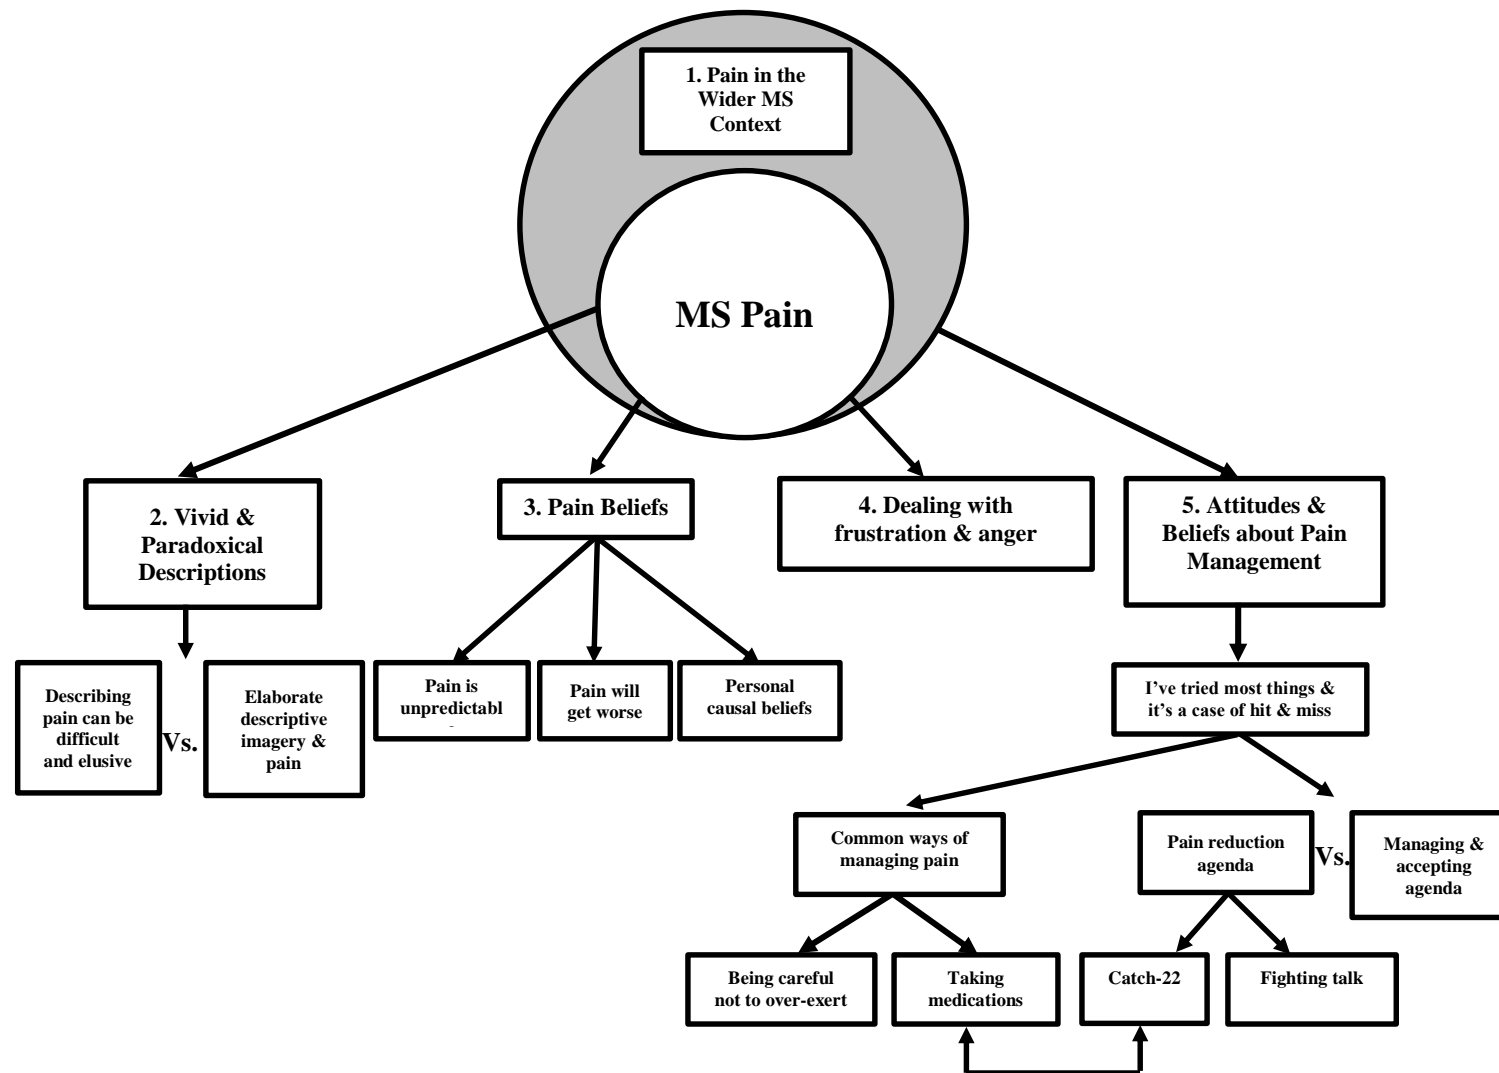 1. Pain in the
Wider MS
Context
MS Pain
2. Vivid &
Paradoxical
Descriptions
3. Pain Beliefs
4. Dealing with
frustration & anger
5. Attitudes &
Beliefs about Pain
Management
Describing
pain can be
difficult
and elusive
Vs.
Elaborate
descriptive
imagery &
pain
Pain is
unpredictabl
Pain will
get worse
Personal
causal beliefs
I’ve tried most things &
it’s a case of hit & miss
Common ways of
managing pain
Pain reduction
agenda
Vs.
Managing &
accepting
agenda
Being careful
not to over-exert
Taking
medications
Catch-22
Fighting talk